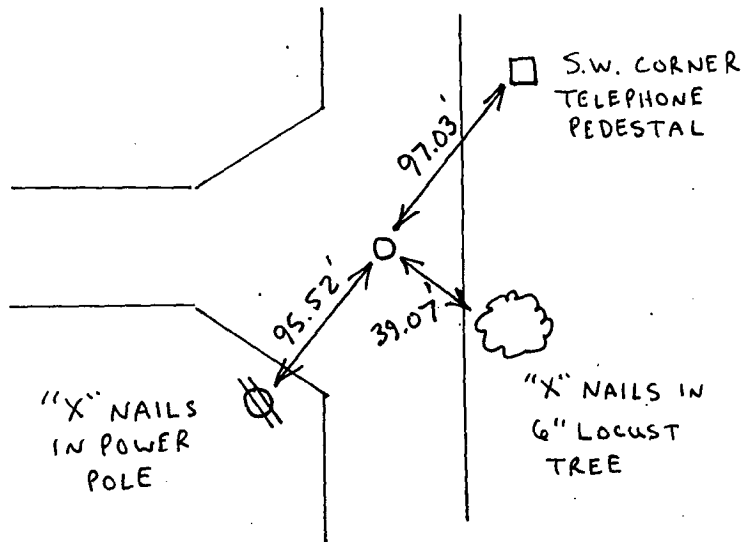 S.W. CORNER
TELEPHONE
PEDESTAL
97.03'
95.52'
39.07'
"X" NAILS
IN POWER
POLE
"X" NAILS IN
6" LOCUST
TREE